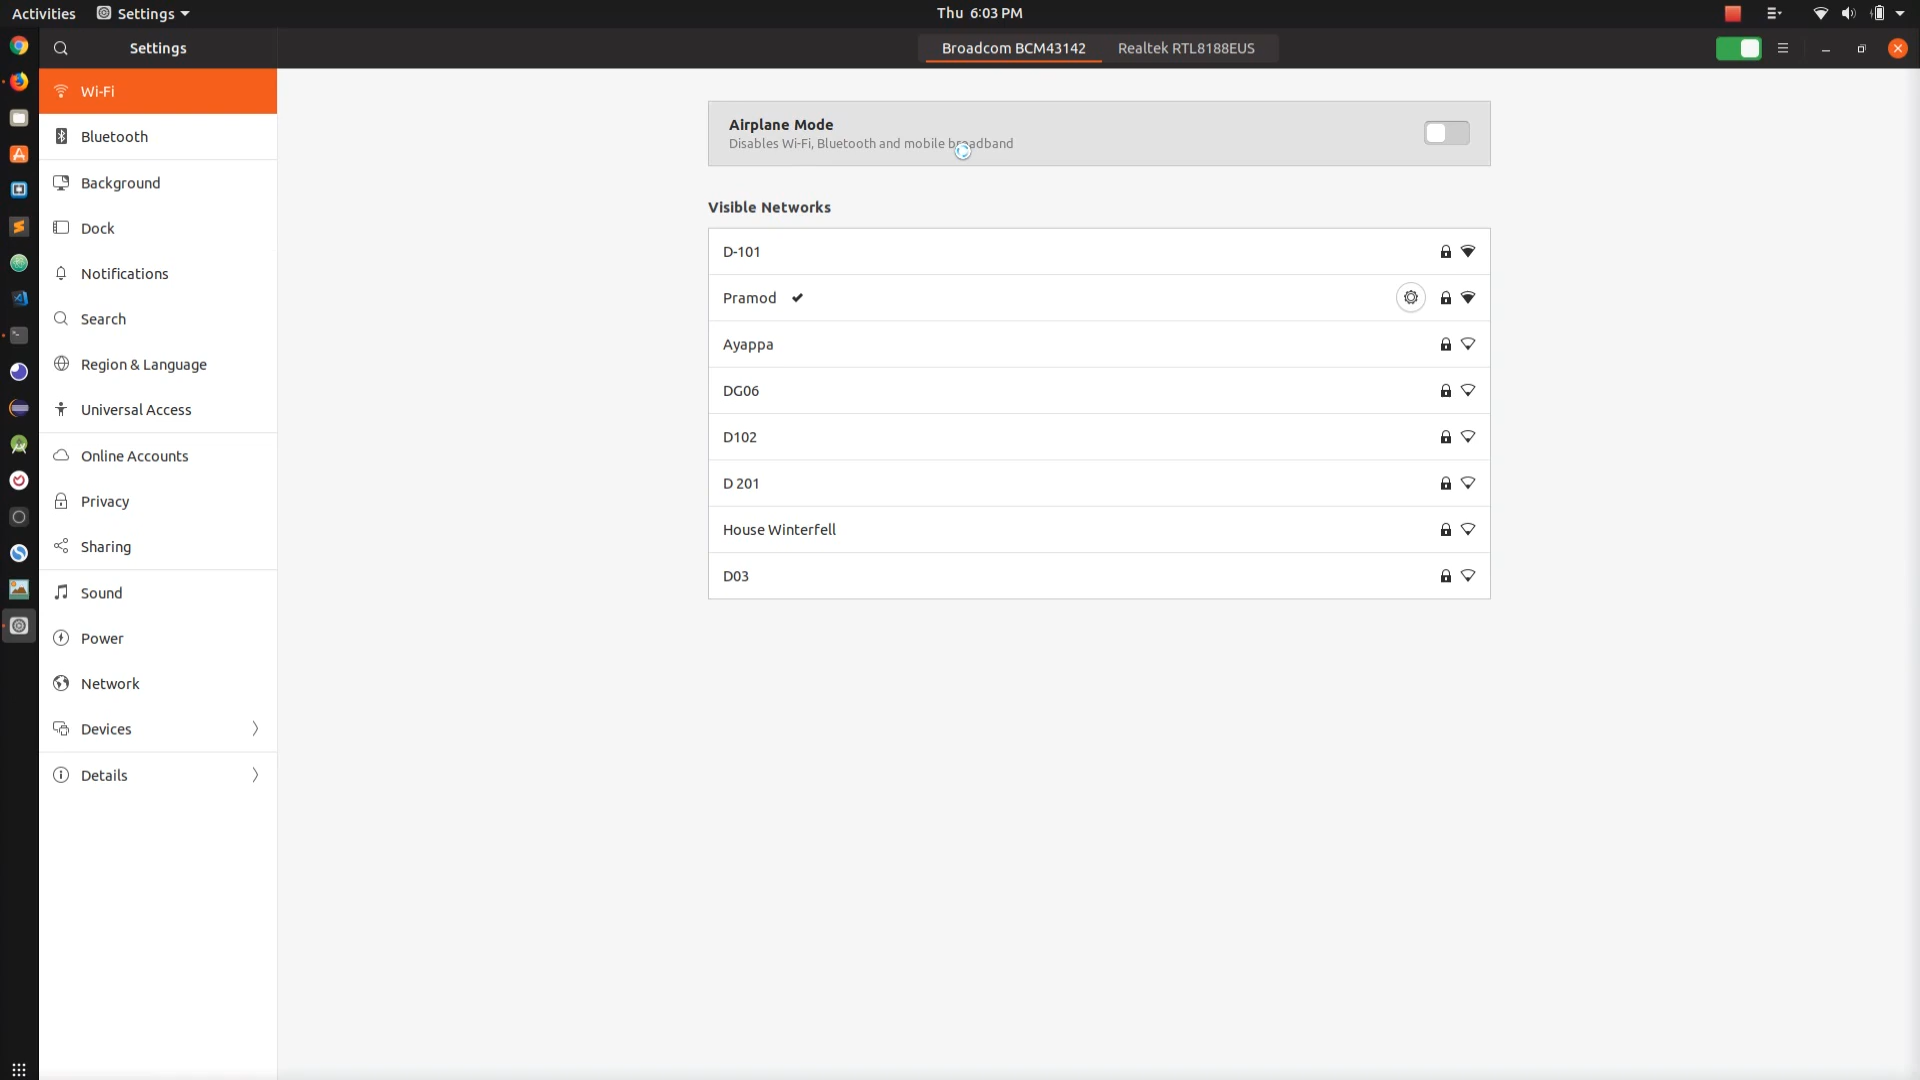 Activities
Settings
Thu 6:03 PM
Settings
Broadcom BCM43142
Realtek RTL8188EUS
Wi-Fi
Bluetooth
Background
Dock
Notifications
Search
Region & Language
Universal Access
Online Accounts
Privacy
Sharing
Sound
Power
Network
Devices
Details
Airplane Mode
Disables Wi-Fi, Bluetooth and mobile broadband
Visible Networks
D-101
Pramod
Ayappa
DG06
D102
D 201
House Winterfell
D03